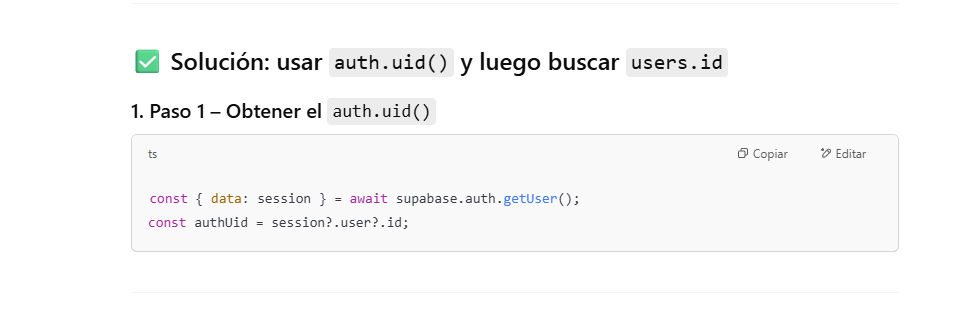 ✅ Solución: usar auth.uid() y luego buscar users.id
1. Paso 1 – Obtener el auth.uid()
ts Copiar Editar
const { data: session } = await supabase.auth.getUser();
const authUid = session?.user?.id;